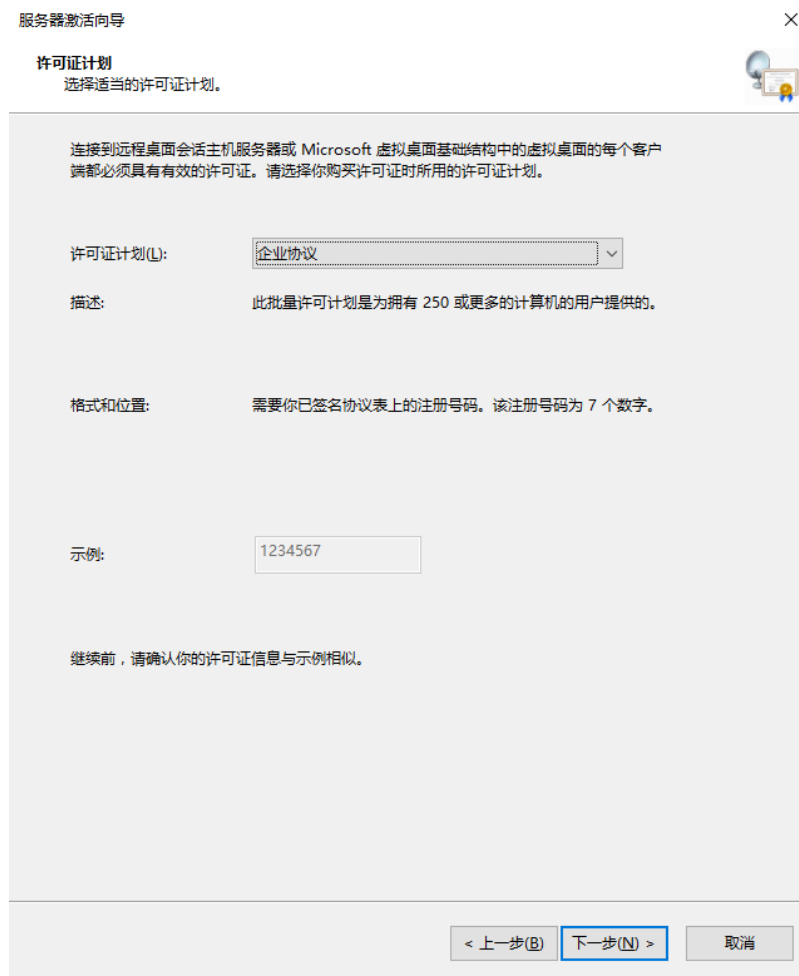 服务器激活向导
许可证计划
选择适当的许可证计划。
连接到远程桌面会话主机服务器或 Microsoft 虚拟桌面基础结构中的虚拟桌面的每个客户
端都必须具有有效的许可证。请选择你购买许可证时所用的许可证计划。
许可证计划(L): 企业协议
描述: 此批量许可计划是为拥有 250 或更多的计算机的用户提供的。
格式和位置: 需要你已签名协议表上的注册号码。该注册号码为 7 个数字。
示例: 1234567
继续前，请确认你的许可证信息与示例相似。
< 上一步(B) 下一步(N) > 取消